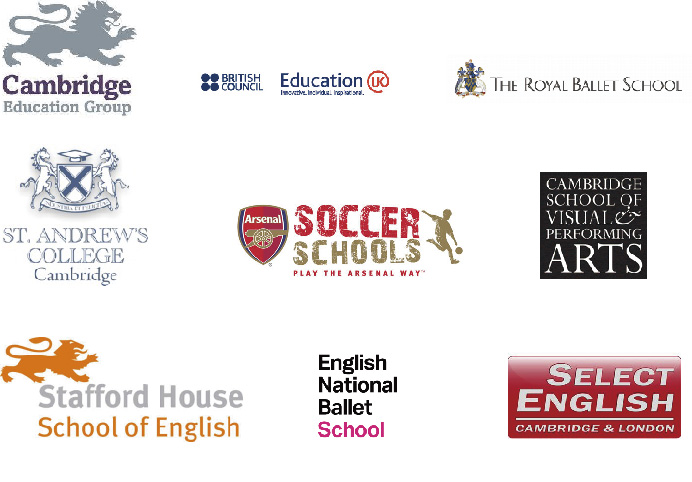 Cambridge
Education Group
BRITISH
COUNCIL
Education UK
Innovative. Individual. Inspirational.
THE ROYAL BALLET SCHOOL
ST. ANDREW'S
COLLEGE
Cambridge
Arsenal
SOCCER
SCHOOLS
PLAY THE ARSENAL WAY™
CAMBRIDGE
SCHOOL OF
VISUAL &
PERFORMING
ARTS
Stafford House
School of English
English
National
Ballet
School
SELECT
ENGLISH
CAMBRIDGE & LONDON